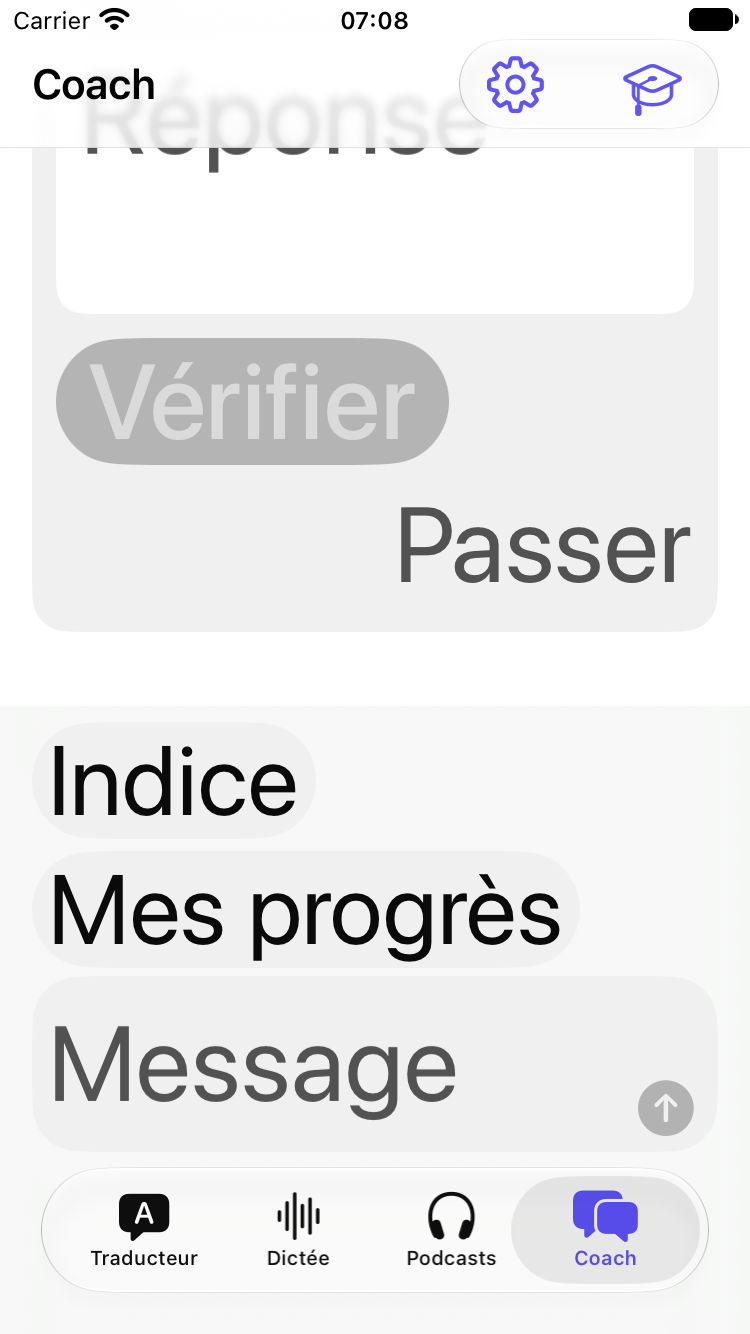 Carrier 07:08
Coach
Réponse
Vérifier
Passer
Indice
Mes progrès
Message
A
Traducteur Dictée Podcasts Coach